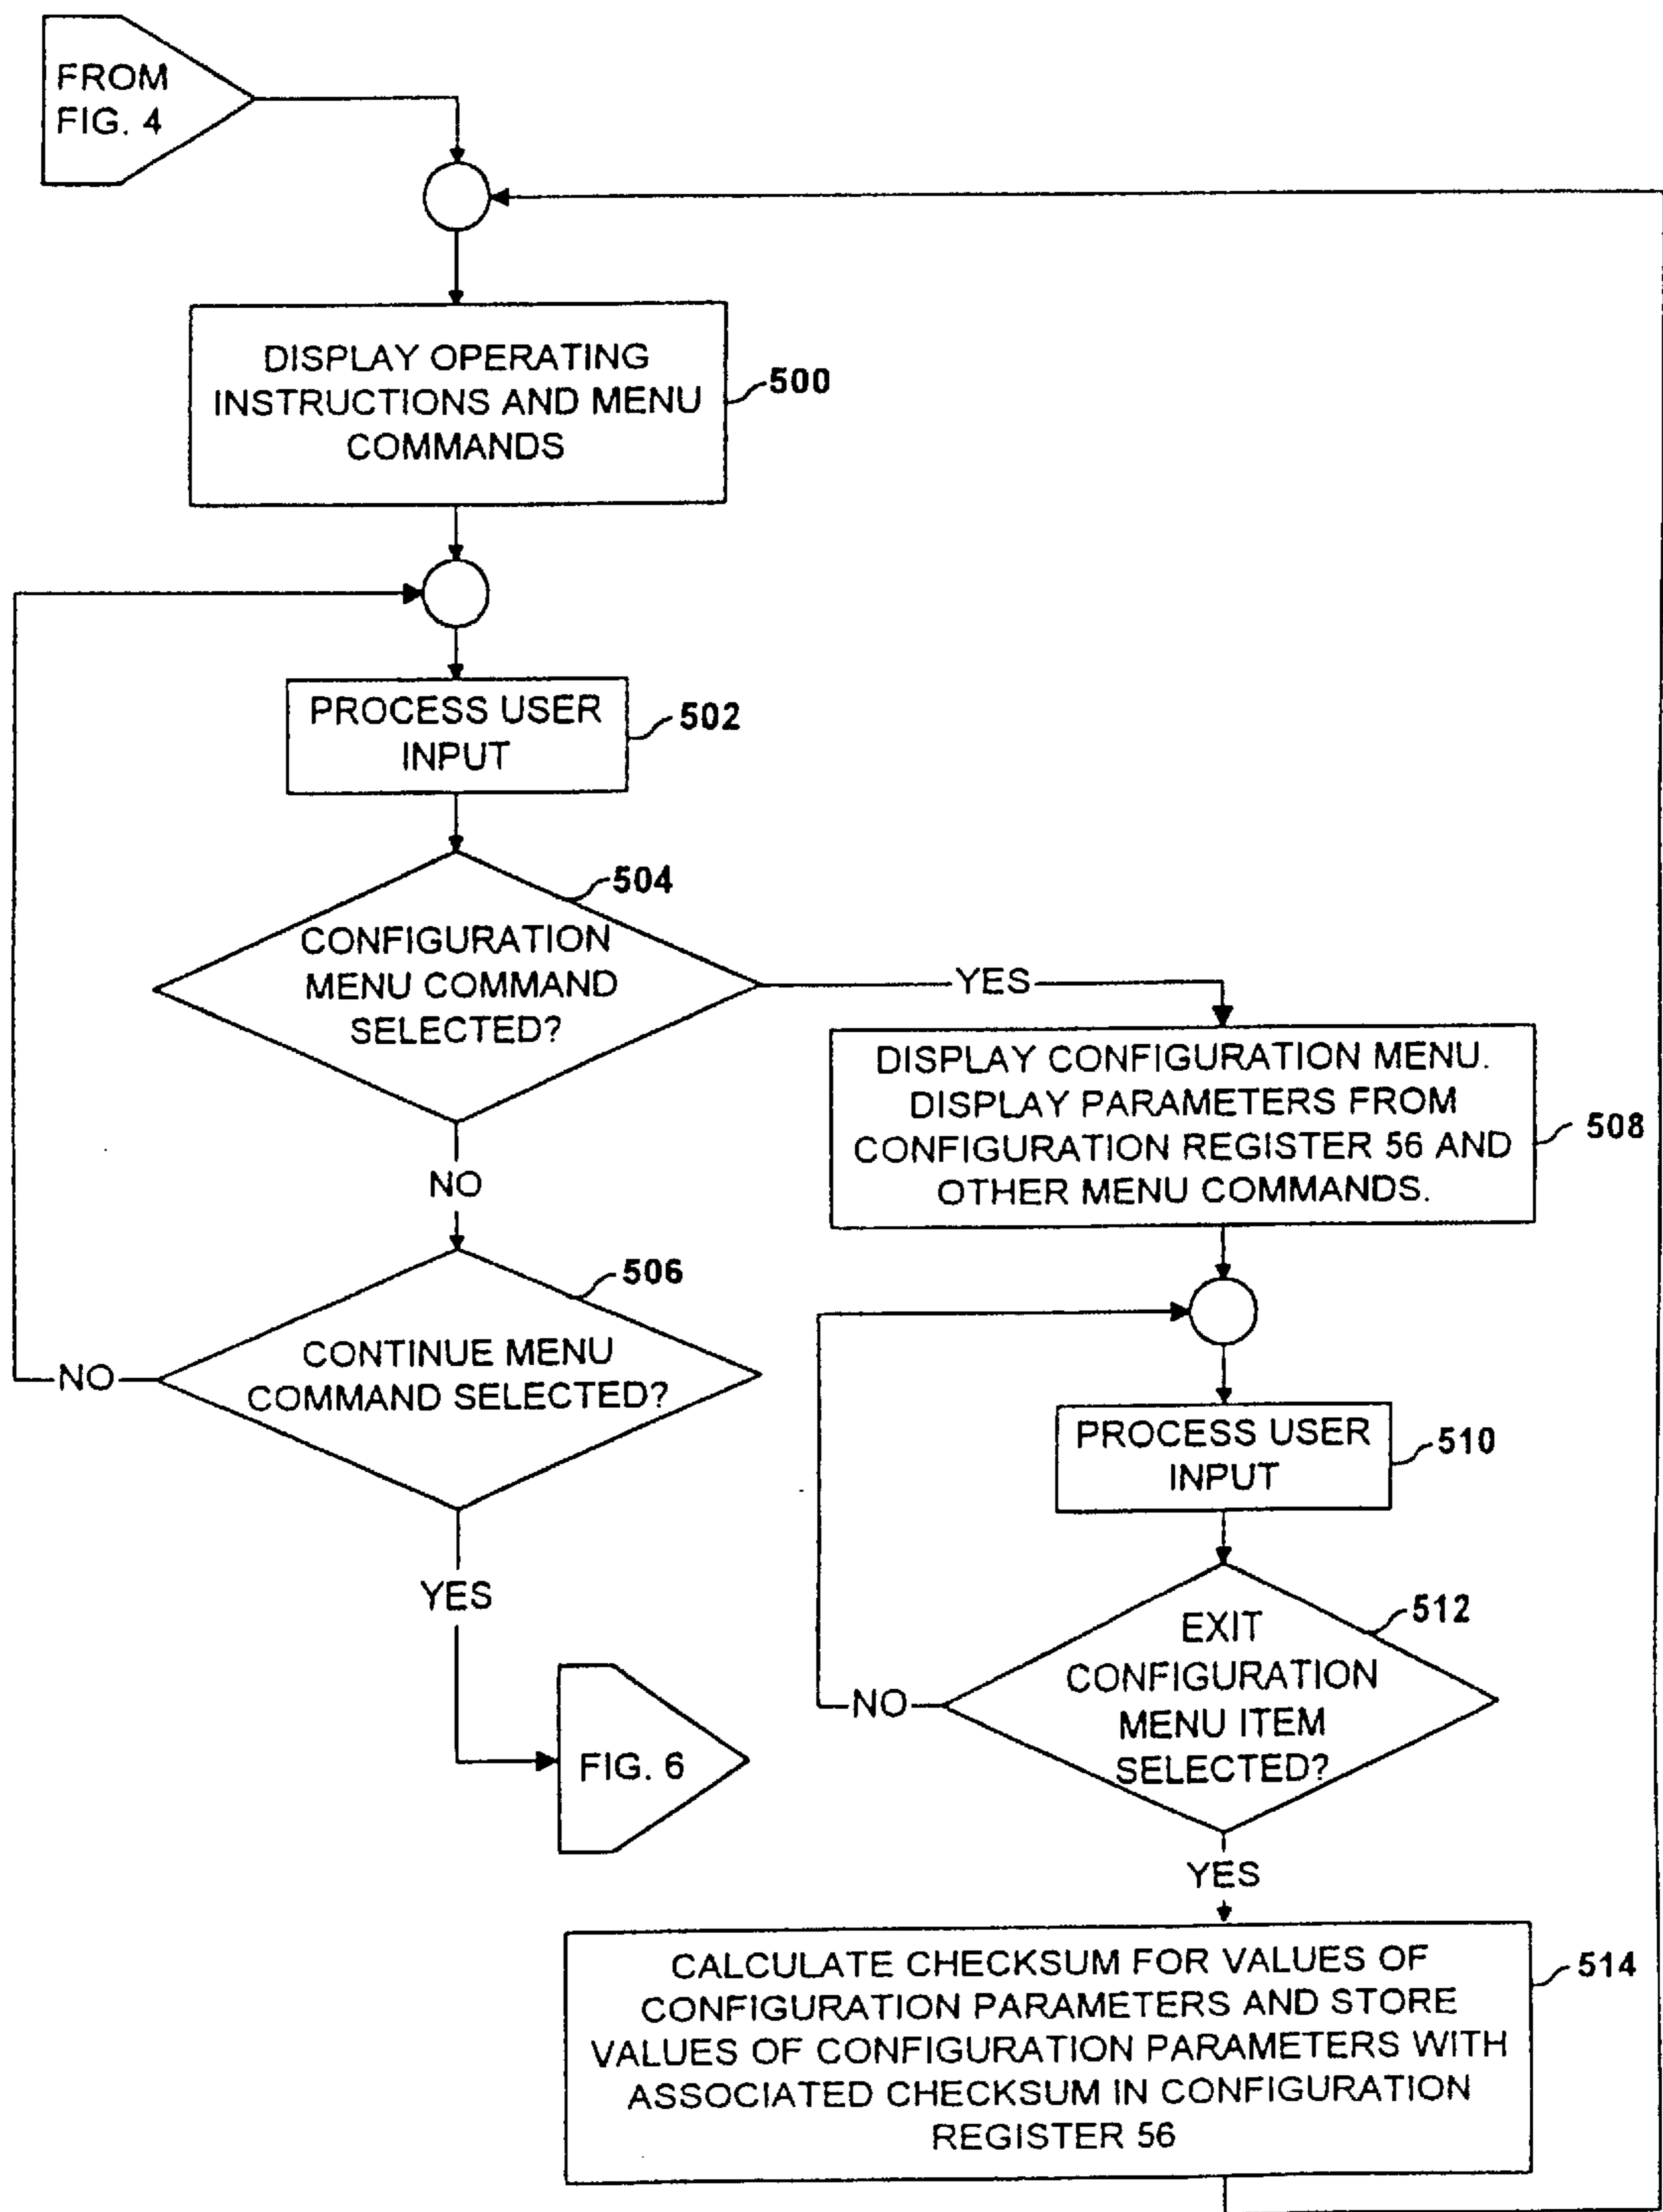 FROM
FIG. 4
DISPLAY OPERATING
INSTRUCTIONS AND MENU
COMMANDS
500
PROCESS USER
INPUT
502
504
CONFIGURATION
MENU COMMAND
SELECTED?
YES
NO
DISPLAY CONFIGURATION MENU.
DISPLAY PARAMETERS FROM
CONFIGURATION REGISTER 56 AND
OTHER MENU COMMANDS.
508
506
CONTINUE MENU
COMMAND SELECTED?
NO
YES
FIG. 6
PROCESS USER
INPUT
510
512
EXIT
CONFIGURATION
MENU ITEM
SELECTED?
NO
YES
CALCULATE CHECKSUM FOR VALUES OF
CONFIGURATION PARAMETERS AND STORE
VALUES OF CONFIGURATION PARAMETERS WITH
ASSOCIATED CHECKSUM IN CONFIGURATION
REGISTER 56
514